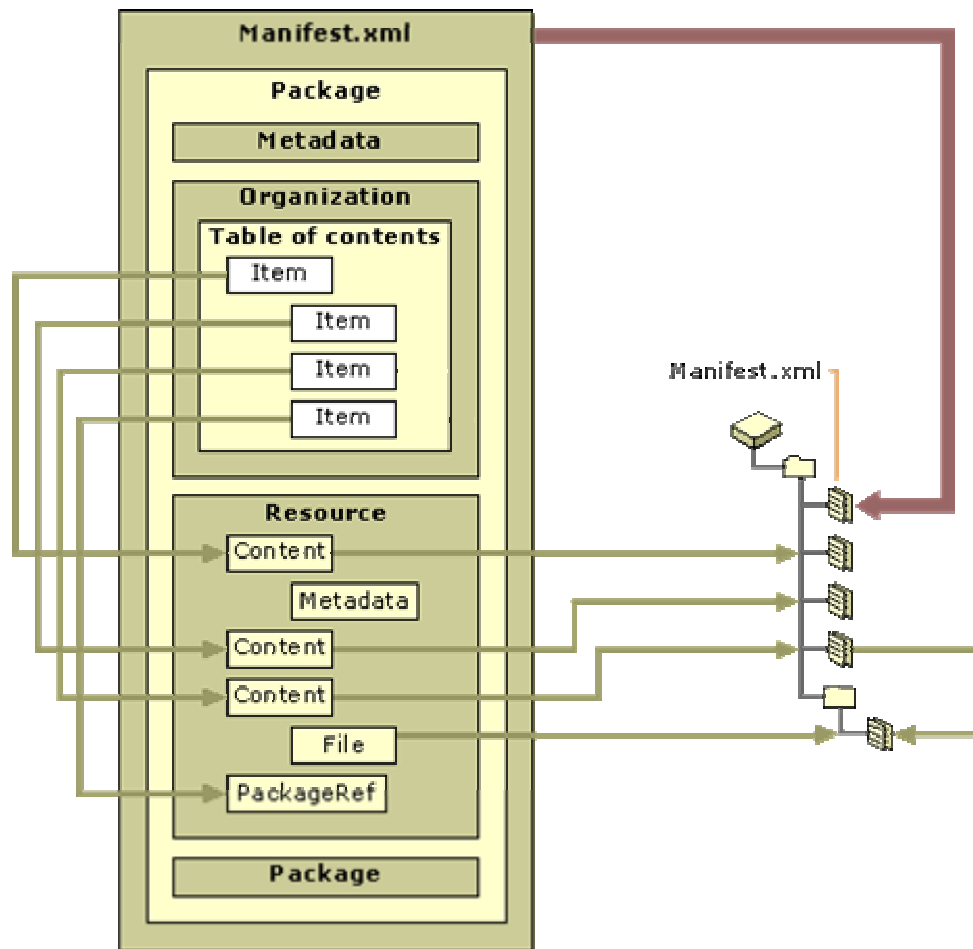 Manifest.xml
Package
Metadata
Organization
Table of contents
Item
Item
Item
Item
Manifest.xml
Resource
Content
Metadata
Content
Content
File
PackageRef
Package